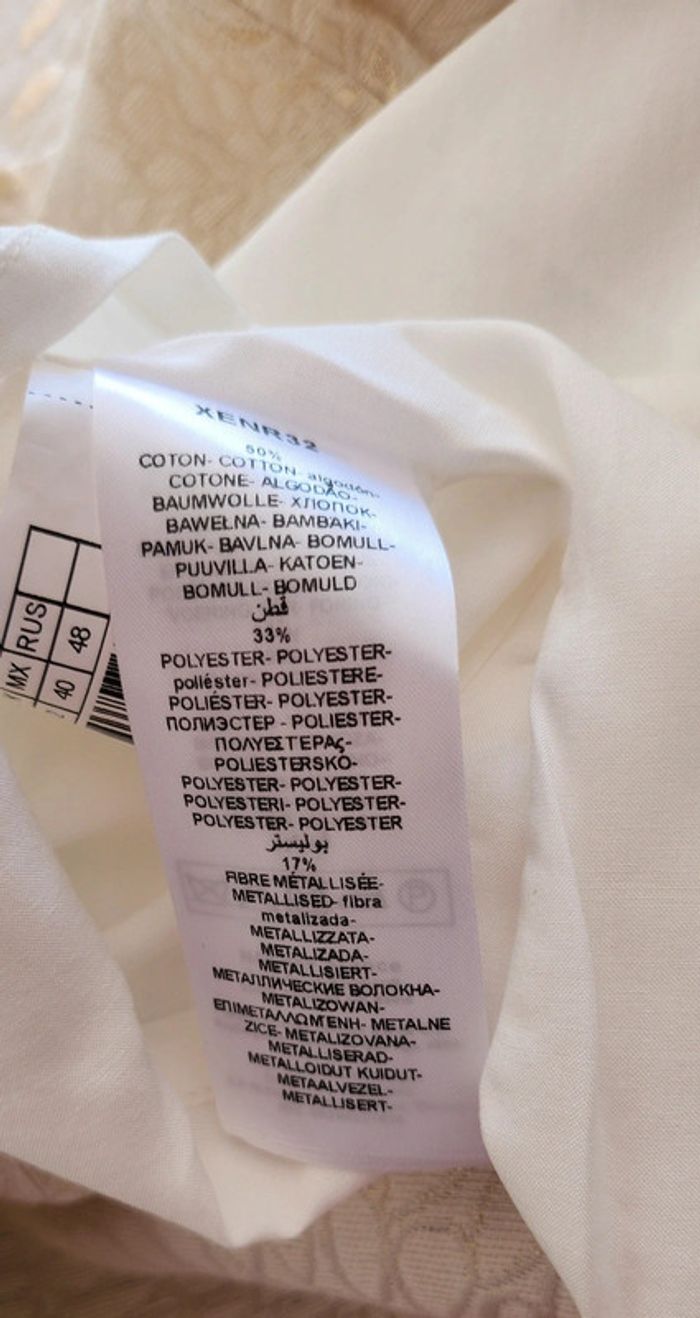 XENR32
50%
COTON- COTTON- algodón-
COTONE- ALGODÃO-
BAUMWOLLE- ХЛОПОК-
BAWEŁNA- BAMBAKI-
PAMUK- BAVLNA- BOMULL-
PUUVILLA- KATOEN-
BOMULL- BOMULD
قطن
33%
POLYESTER- POLYESTER-
poliéster- POLIESTERE-
POLIÉSTER- POLYESTER-
ПОЛИЭСТЕР - POLIESTER-
ΠΟΛΥΕΣΤΕΡΑς-
POLIESTERSKO-
POLYESTER- POLYESTER-
POLYESTERI- POLYESTER-
POLYESTER- POLYESTER
بوليستر
17%
FIBRE MÉTALLISÉE-
METALLISED- fibra
metalizada-
METALLIZZATA-
METALIZADA-
METALLISIERT-
МЕТАЛЛИЧЕСКИЕ ВОЛОКНА-
METALIZOWAN-
ΕΠΙΜΕΤΑΛΛΩΜΈΝΗ- METALNE
ZICE- METALIZOVANA-
METALLISERAD-
METALLOIDUT KUIDUT-
METAALVEZEL-
METALLISERT-
RUS
48
MX
40